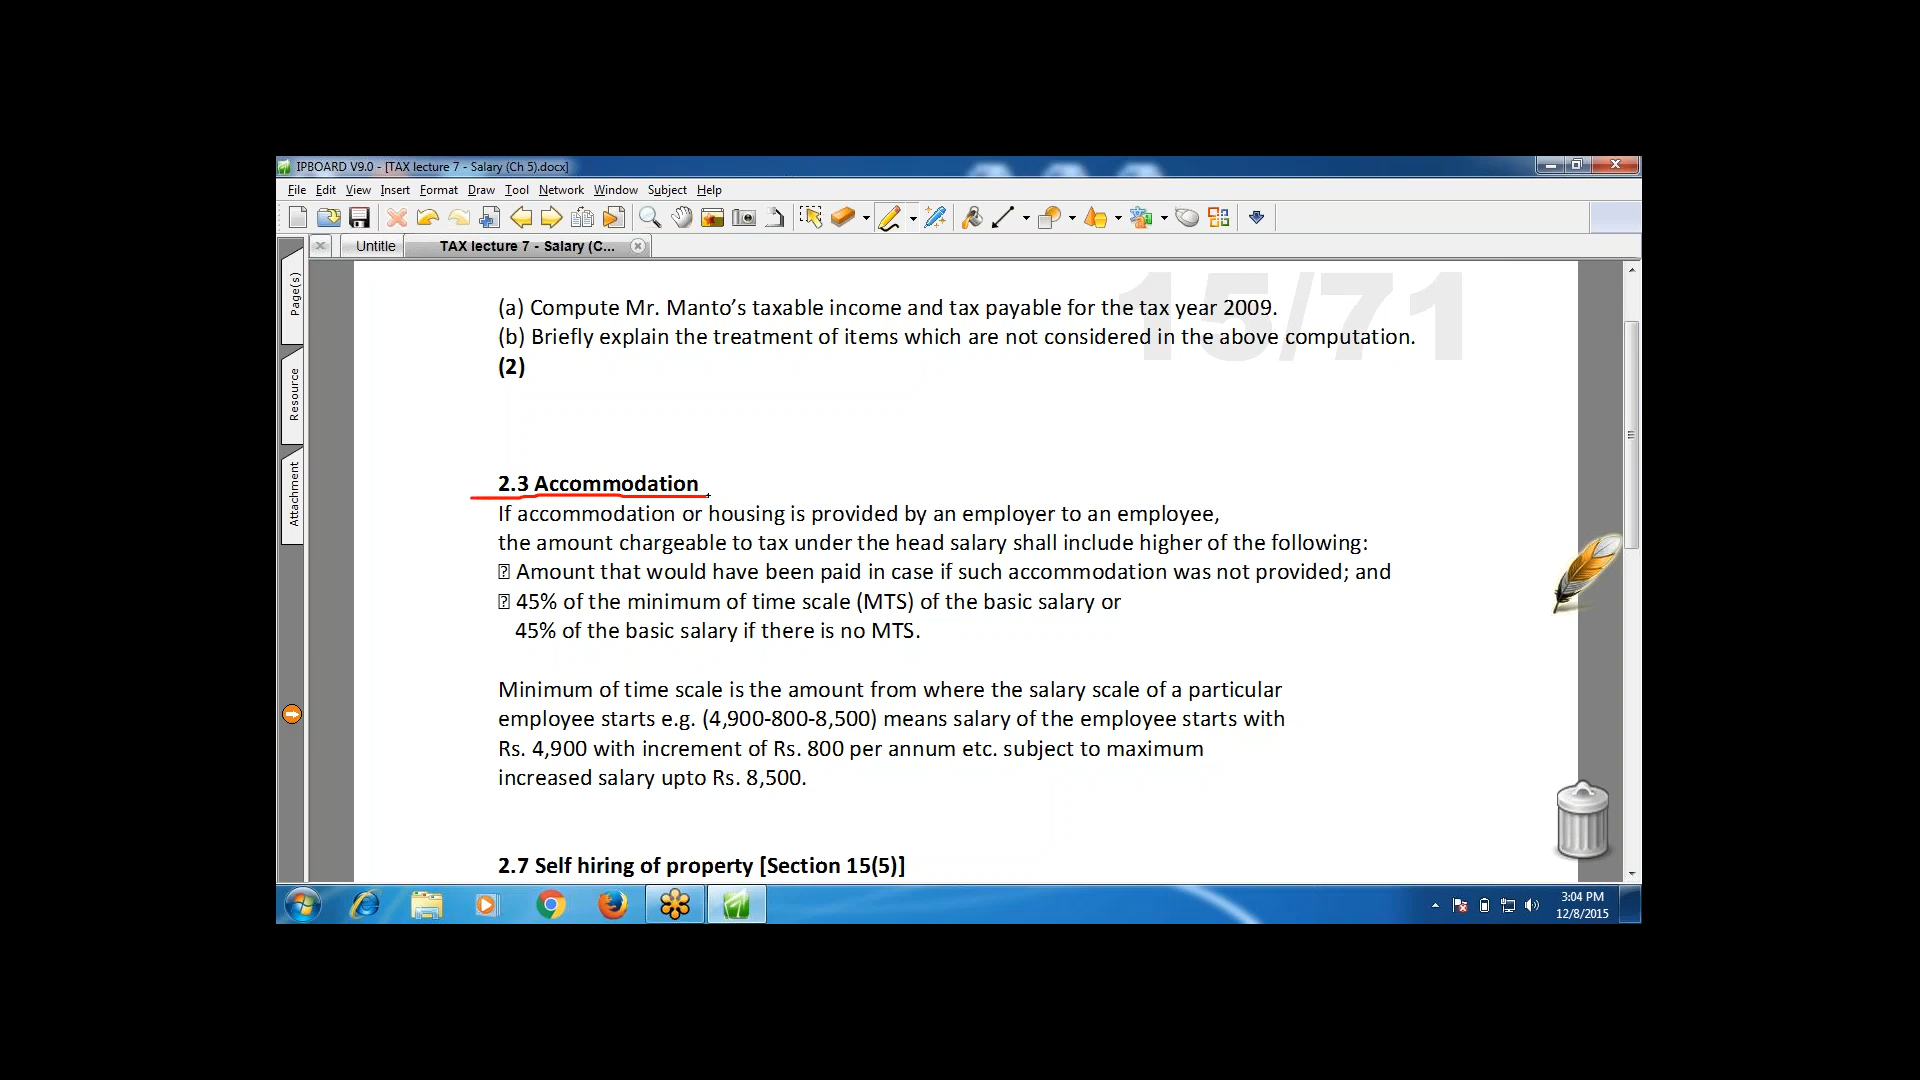 IPBOARD V9.0 - [TAX lecture 7 - Salary (Ch 5).docx]
File Edit View Insert Format Draw Tool Network Window Subject Help
Untitle TAX lecture 7 - Salary (C...
Page(s)
Resource
Attachment
15/71
(a) Compute Mr. Manto’s taxable income and tax payable for the tax year 2009.
(b) Briefly explain the treatment of items which are not considered in the above computation.
(2)
2.3 Accommodation
If accommodation or housing is provided by an employer to an employee,
the amount chargeable to tax under the head salary shall include higher of the following:
Amount that would have been paid in case if such accommodation was not provided; and
45% of the minimum of time scale (MTS) of the basic salary or
45% of the basic salary if there is no MTS.
Minimum of time scale is the amount from where the salary scale of a particular
employee starts e.g. (4,900-800-8,500) means salary of the employee starts with
Rs. 4,900 with increment of Rs. 800 per annum etc. subject to maximum
increased salary upto Rs. 8,500.
2.7 Self hiring of property [Section 15(5)]
3:04 PM
12/8/2015